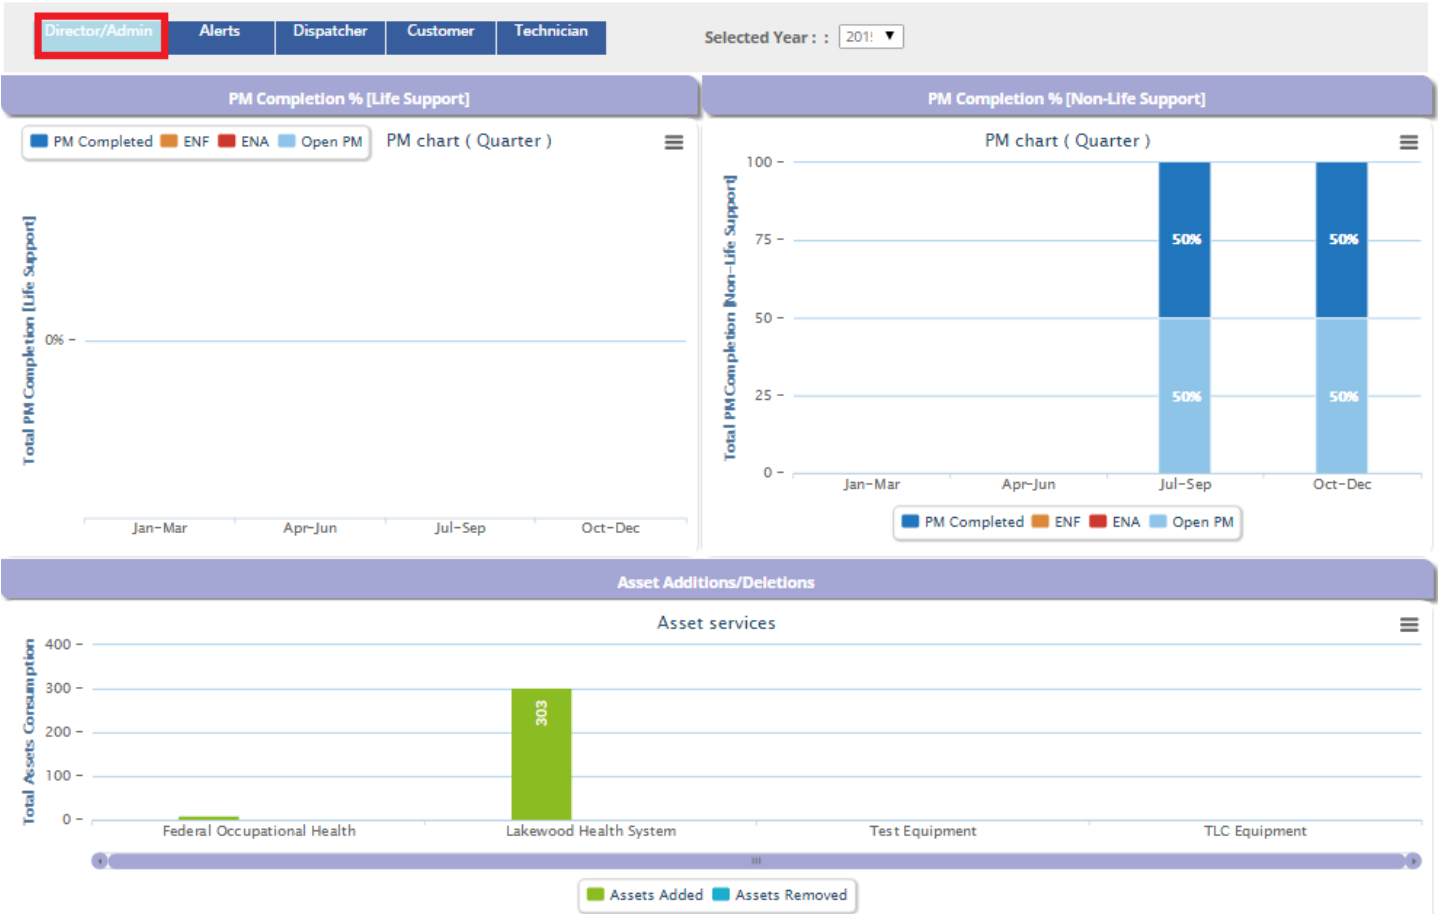 Director/Admin Alerts Dispatcher Customer Technician Selected Year : :
PM Completion % [Life Support]
PM Completed ENF ENA Open PM PM chart ( Quarter )
Total PM Completion [Life Support]
0%
Jan-Mar Apr-Jun Jul-Sep Oct-Dec
PM Completion % [Non-Life Support]
PM chart ( Quarter )
Total PM Completion [Non-Life Support]
100
75
50% 50%
50
25
50% 50%
0
Jan-Mar Apr-Jun Jul-Sep Oct-Dec
PM Completed ENF ENA Open PM
Asset Additions/Deletions
Asset services
Total Assets Consumption
400
300
303
200
100
0
Federal Occupational Health Lakewood Health System Test Equipment TLC Equipment
Assets Added Assets Removed